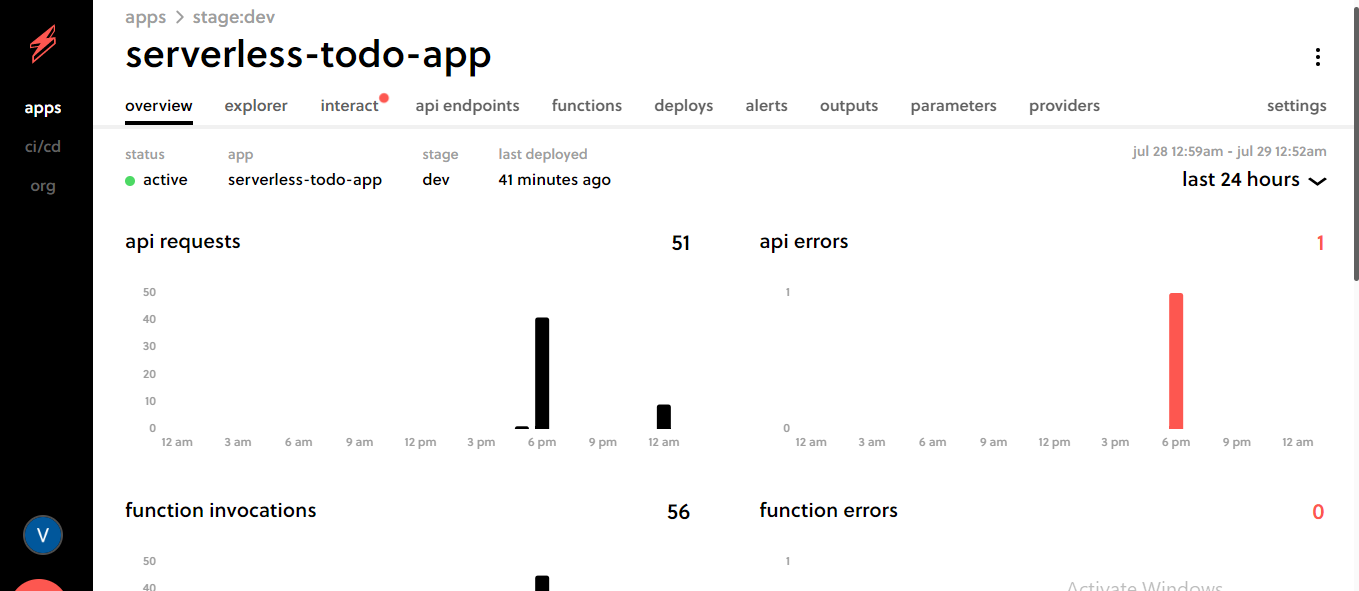 apps > stage:dev
serverless-todo-app
apps
ci/cd
org
overview explorer interact api endpoints functions deploys alerts outputs parameters providers settings
status app stage last deployed jul 28 12:59am - jul 29 12:52am
active serverless-todo-app dev 41 minutes ago last 24 hours
api requests 51
50
40
30
20
10
0
12 am 3 am 6 am 9 am 12 pm 3 pm 6 pm 9 pm 12 am
api errors 1
1
0
12 am 3 am 6 am 9 am 12 pm 3 pm 6 pm 9 pm 12 am
function invocations 56
50
40
function errors 0
1
V
Activate Windows